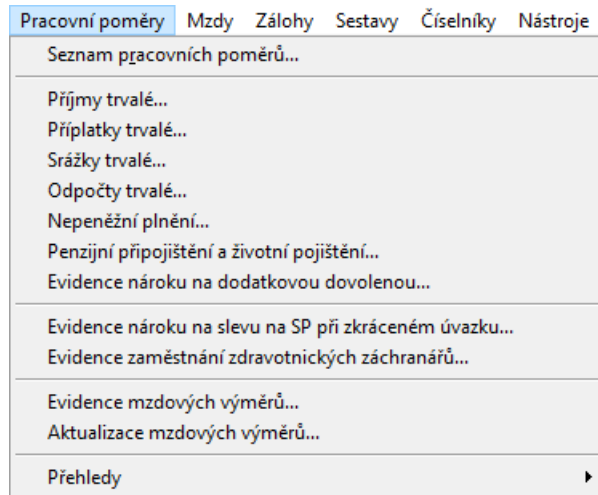 Pracovní poměry Mzdy Zálohy Sestavy Číselníky Nástroje
Seznam pracovních poměrů...
Příjmy trvalé...
Příplatky trvalé...
Srážky trvalé...
Odpočty trvalé...
Nepeněžní plnění...
Penzijní připojištění a životní pojištění...
Evidence nároku na dodatkovou dovolenou...
Evidence nároku na slevu na SP při zkráceném úvazku...
Evidence zaměstnání zdravotnických záchranářů...
Evidence mzdových výměrů...
Aktualizace mzdových výměrů...
Přehledy